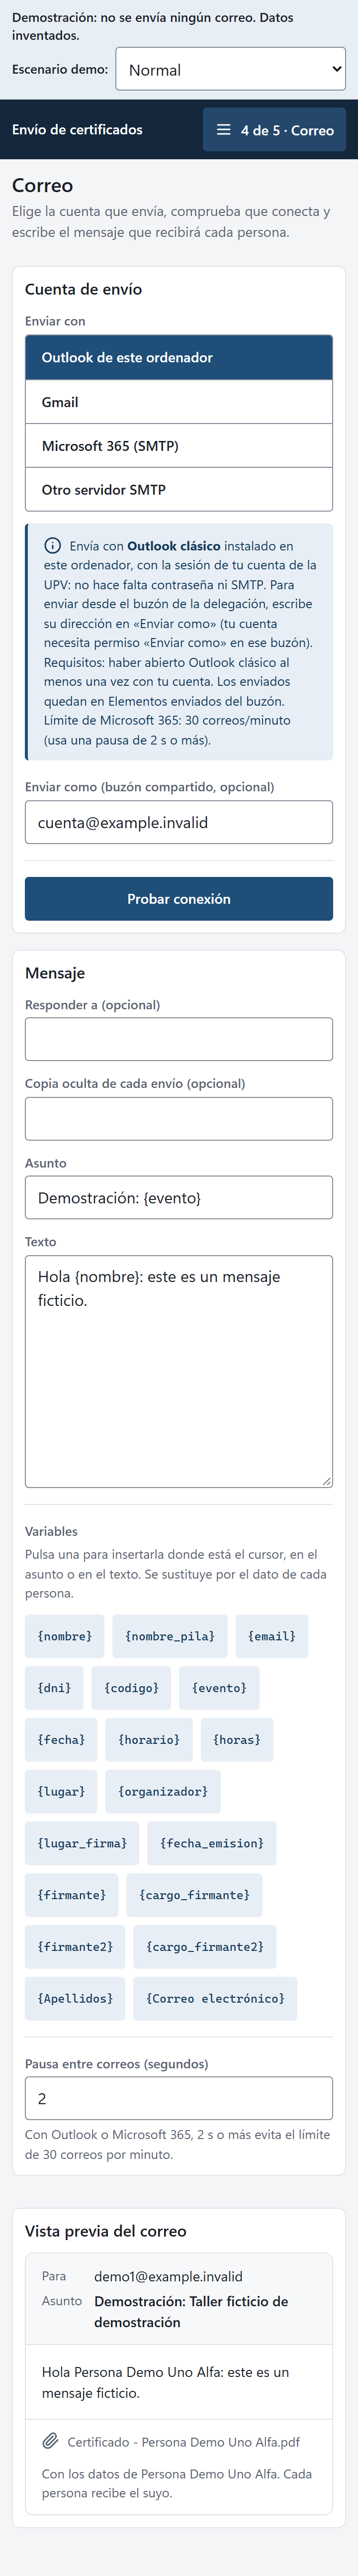 Demostración: no se envía ningún correo. Datos
inventados.
Escenario demo:
Normal
Envío de certificados
4 de 5 · Correo
Correo
Elige la cuenta que envía, comprueba que conecta y
escribe el mensaje que recibirá cada persona.
Cuenta de envío
Enviar con
Outlook de este ordenador
Gmail
Microsoft 365 (SMTP)
Otro servidor SMTP
Envía con Outlook clásico instalado en
este ordenador, con la sesión de tu cuenta de la
UPV: no hace falta contraseña ni SMTP. Para
enviar desde el buzón de la delegación, escribe
su dirección en «Enviar como» (tu cuenta
necesita permiso «Enviar como» en ese buzón).
Requisitos: haber abierto Outlook clásico al
menos una vez con tu cuenta. Los enviados
quedan en Elementos enviados del buzón.
Límite de Microsoft 365: 30 correos/minuto
(usa una pausa de 2 s o más).
Enviar como (buzón compartido, opcional)
cuenta@example.invalid
Probar conexión
Mensaje
Responder a (opcional)
Copia oculta de cada envío (opcional)
Asunto
Demostración: {evento}
Texto
Hola {nombre}: este es un mensaje
ficticio.
Variables
Pulsa una para insertarla donde está el cursor, en el
asunto o en el texto. Se sustituye por el dato de cada
persona.
{nombre} {nombre_pila} {email}
{dni} {codigo} {evento}
{fecha} {horario} {horas}
{lugar} {organizador}
{lugar_firma} {fecha_emision}
{firmante} {cargo_firmante}
{firmante2} {cargo_firmante2}
{Apellidos} {Correo electrónico}
Pausa entre correos (segundos)
2
Con Outlook o Microsoft 365, 2 s o más evita el límite
de 30 correos por minuto.
Vista previa del correo
Para demo1@example.invalid
Asunto Demostración: Taller ficticio de
demostración
Hola Persona Demo Uno Alfa: este es un
mensaje ficticio.
Certificado - Persona Demo Uno Alfa.pdf
Con los datos de Persona Demo Uno Alfa. Cada
persona recibe el suyo.